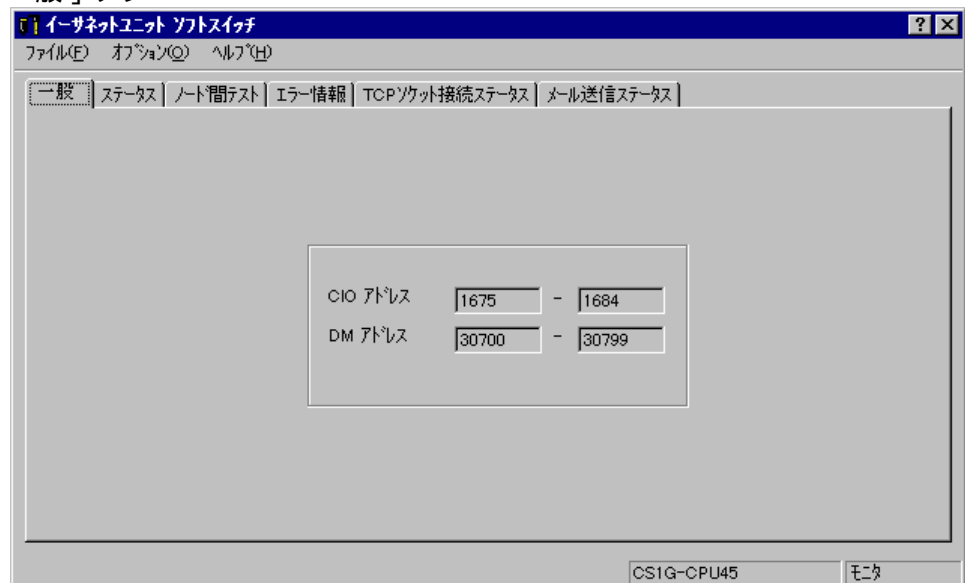 イーサネットユニット ソフトスイッチ
ファイル(F) オプション(O) ヘルプ(H)
一般 ステータス ノード間テスト エラー情報 TCPソケット接続ステータス メール送信ステータス
CIO アドレス 1675 - 1684
DM アドレス 30700 - 30799
CS1G-CPU45 モニタ